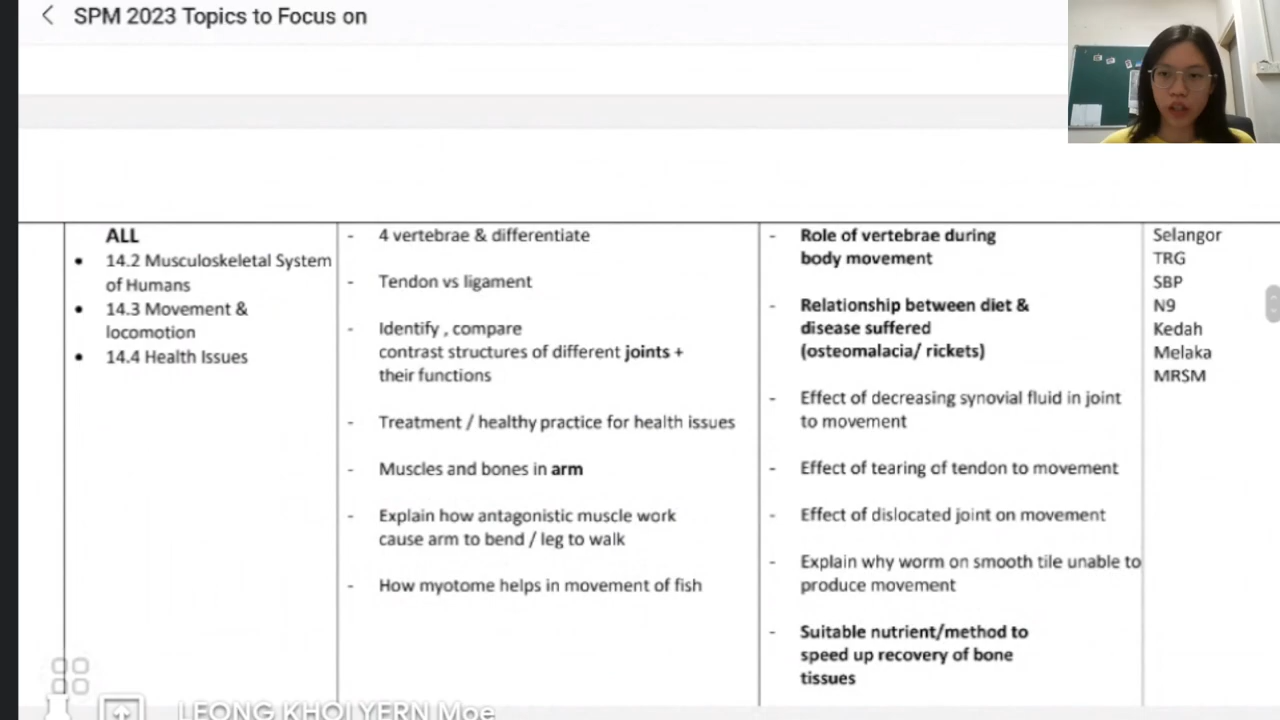 SPM 2023 Topics to Focus on
ALL
• 14.2 Musculoskeletal System
of Humans
• 14.3 Movement &
locomotion
• 14.4 Health Issues
- 4 vertebrae & differentiate
- Tendon vs ligament
- Identify , compare
contrast structures of different joints +
their functions
- Treatment / healthy practice for health issues
- Muscles and bones in arm
- Explain how antagonistic muscle work
cause arm to bend / leg to walk
- How myotome helps in movement of fish
- Role of vertebrae during
body movement
- Relationship between diet &
disease suffered
(osteomalacia/ rickets)
- Effect of decreasing synovial fluid in joint
to movement
- Effect of tearing of tendon to movement
- Effect of dislocated joint on movement
- Explain why worm on smooth tile unable to
produce movement
- Suitable nutrient/method to
speed up recovery of bone
tissues
Selangor
TRG
SBP
N9
Kedah
Melaka
MRSM
LEONG KHOI YERN Moe